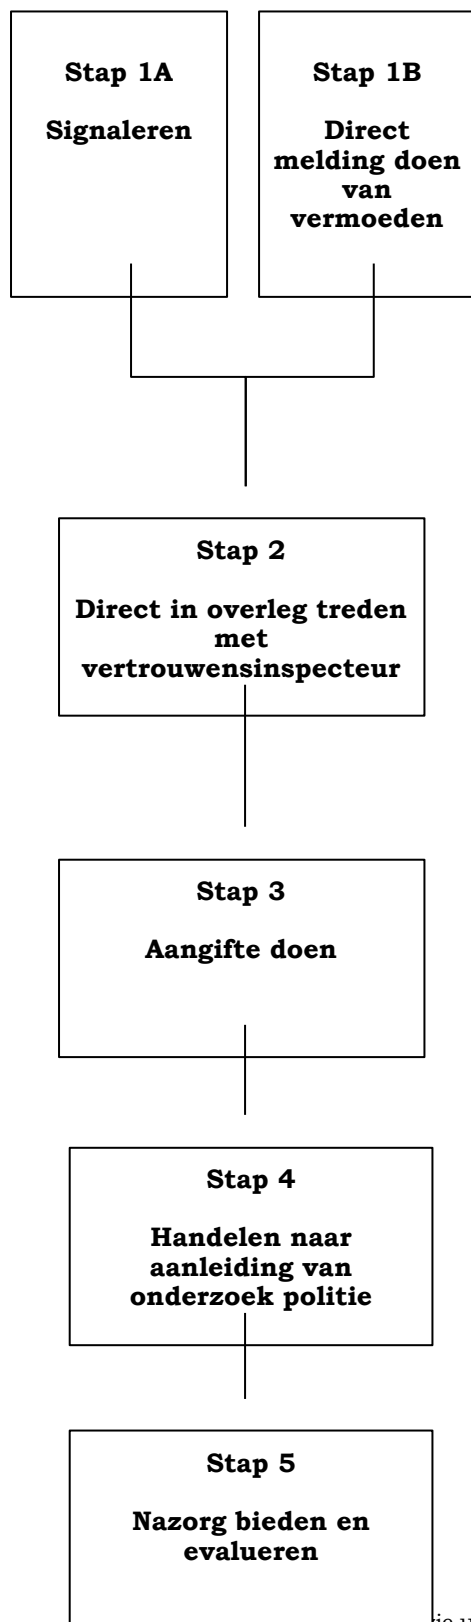 Stap 1A
Signaleren
Stap 1B
Direct
melding doen
van
vermoeden
Stap 2
Direct in overleg treden
met
vertrouwensinspecteur
Stap 3
Aangifte doen
Stap 4
Handelen naar
aanleiding van
onderzoek politie
Stap 5
Nazorg bieden en
evalueren